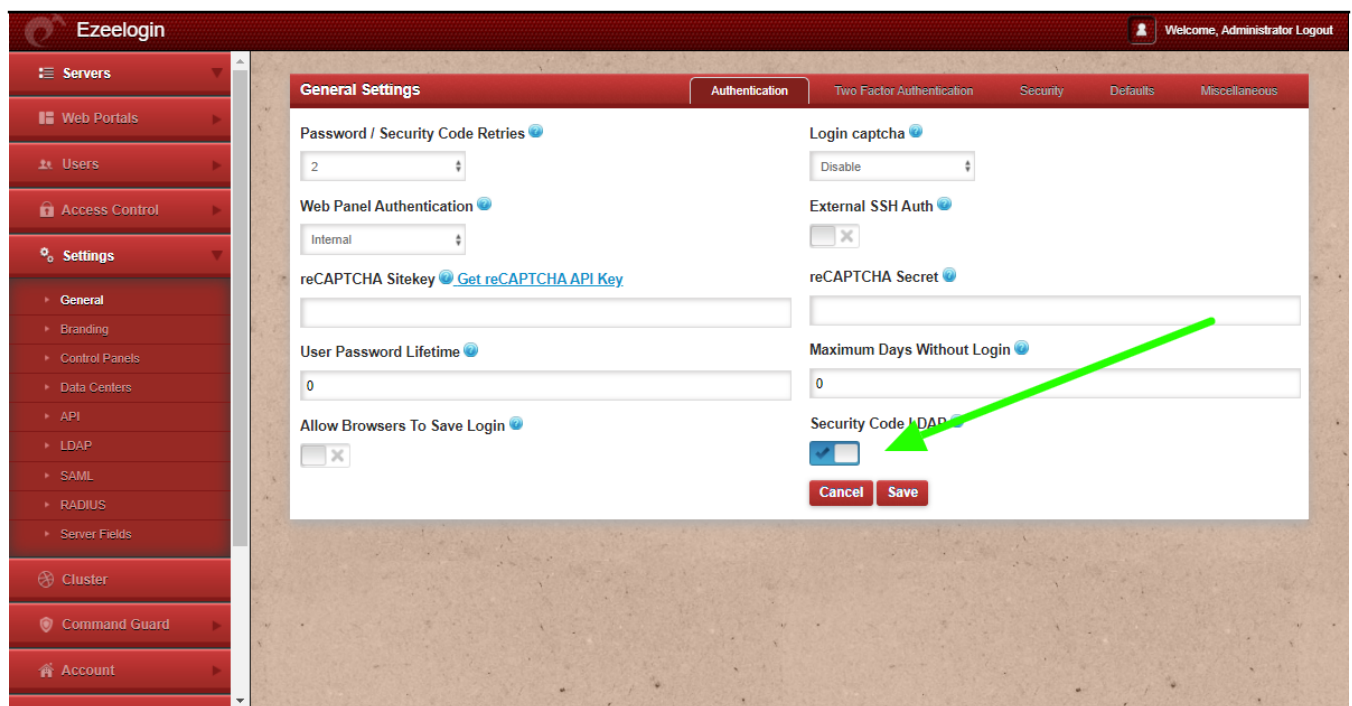 Ezeelogin
Welcome, Administrator Logout
Servers
Web Portals
Users
Access Control
Settings
General
Branding
Control Panels
Data Centers
API
LDAP
SAML
RADIUS
Server Fields
Cluster
Command Guard
Account
General Settings
Authentication
Two Factor Authentication
Security
Defaults
Miscellaneous
Password / Security Code Retries
Login captcha
2
Disable
Web Panel Authentication
External SSH Auth
Internal
reCAPTCHA Sitekey Get reCAPTCHA API Key
reCAPTCHA Secret
User Password Lifetime
Maximum Days Without Login
0
0
Allow Browsers To Save Login
Security Code LDAP
Cancel
Save